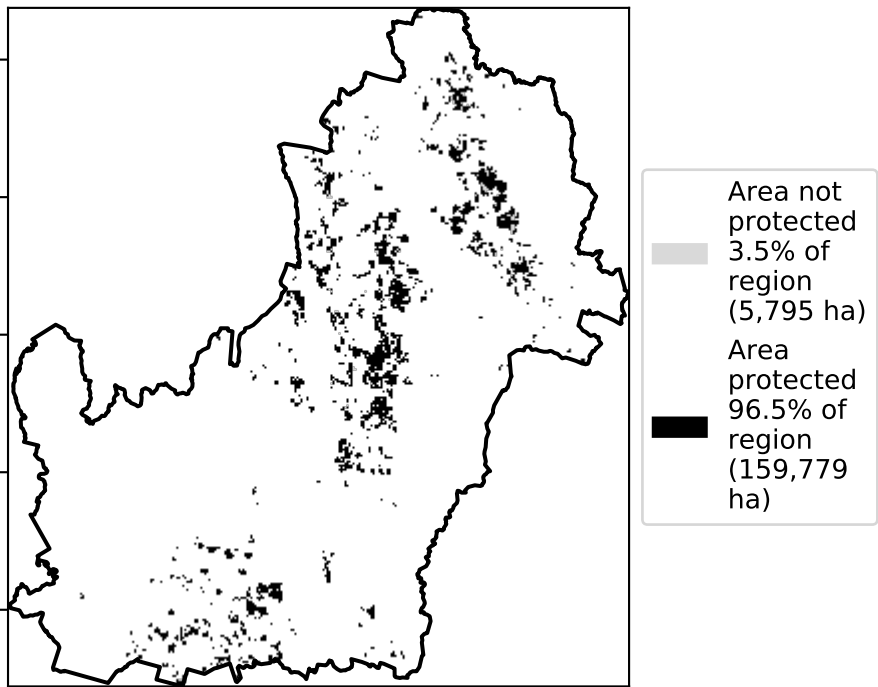 Area not
protected
3.5% of
region
(5,795 ha)
Area
protected
96.5% of
region
(159,779
ha)